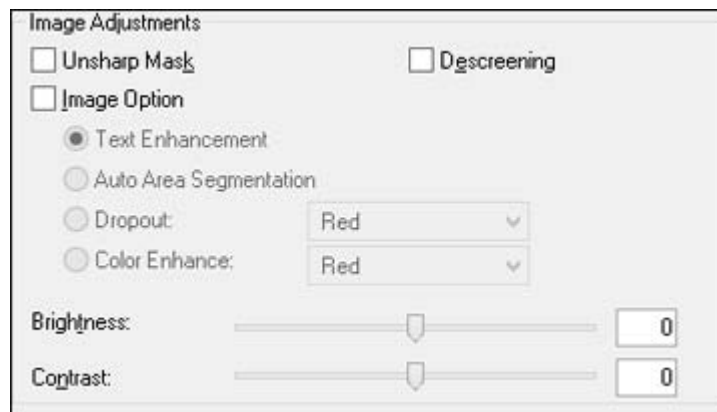 Image Adjustments
Unsharp Mask Descreening
Image Option
Text Enhancement
Auto Area Segmentation
Dropout: Red
Color Enhance: Red
Brightness: 0
Contrast: 0